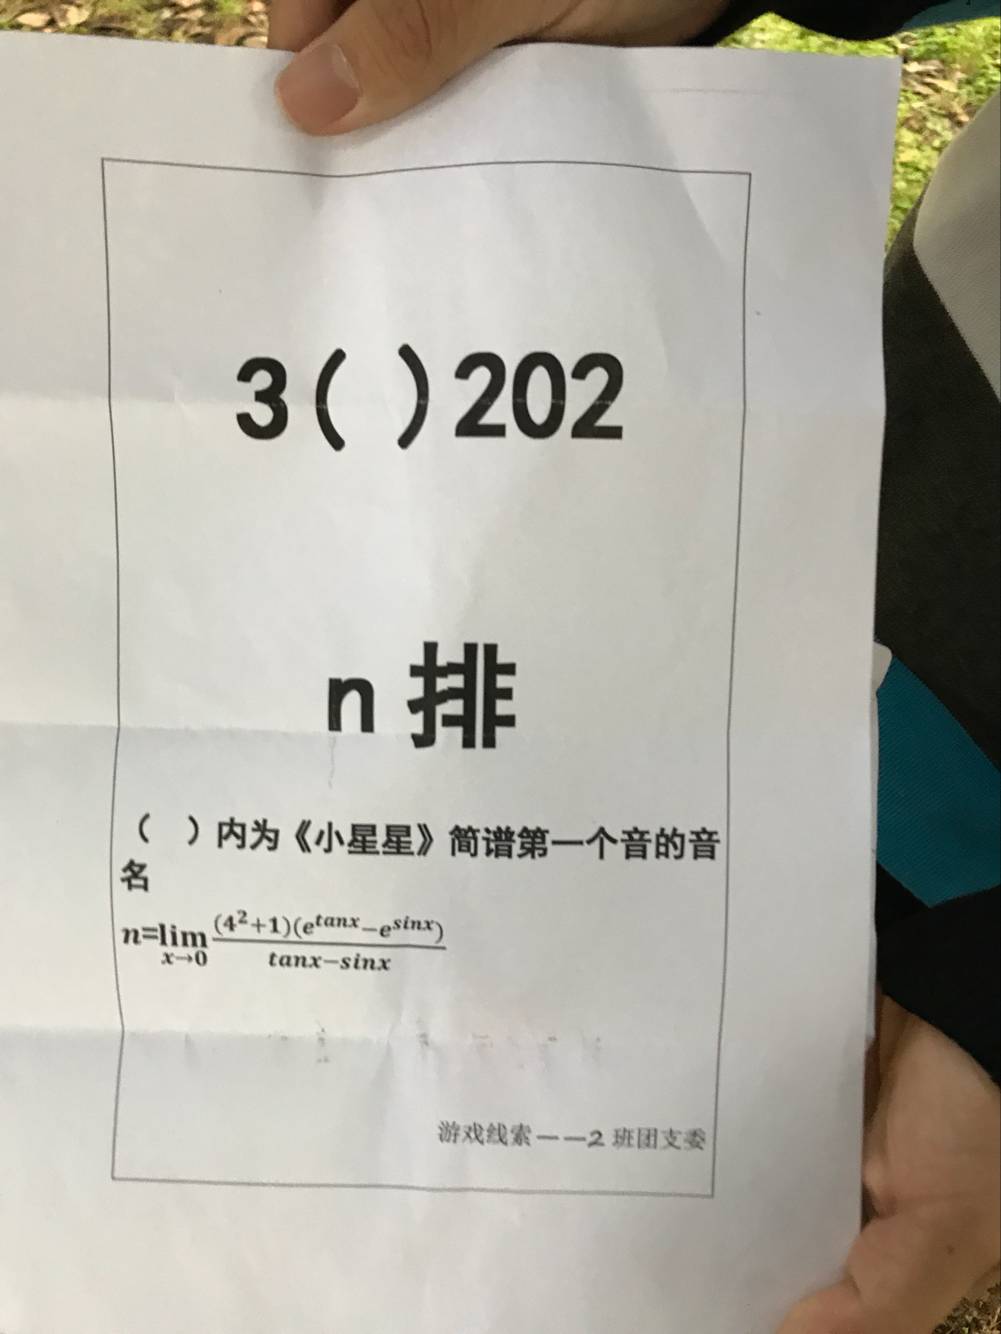 3( )202
n 排
( )内为《小星星》简谱第一个音的音
名
n=lim x→0 (4²+1)(e^tanx−e^sinx) / tanx−sinx
游戏线索——2 班团支委